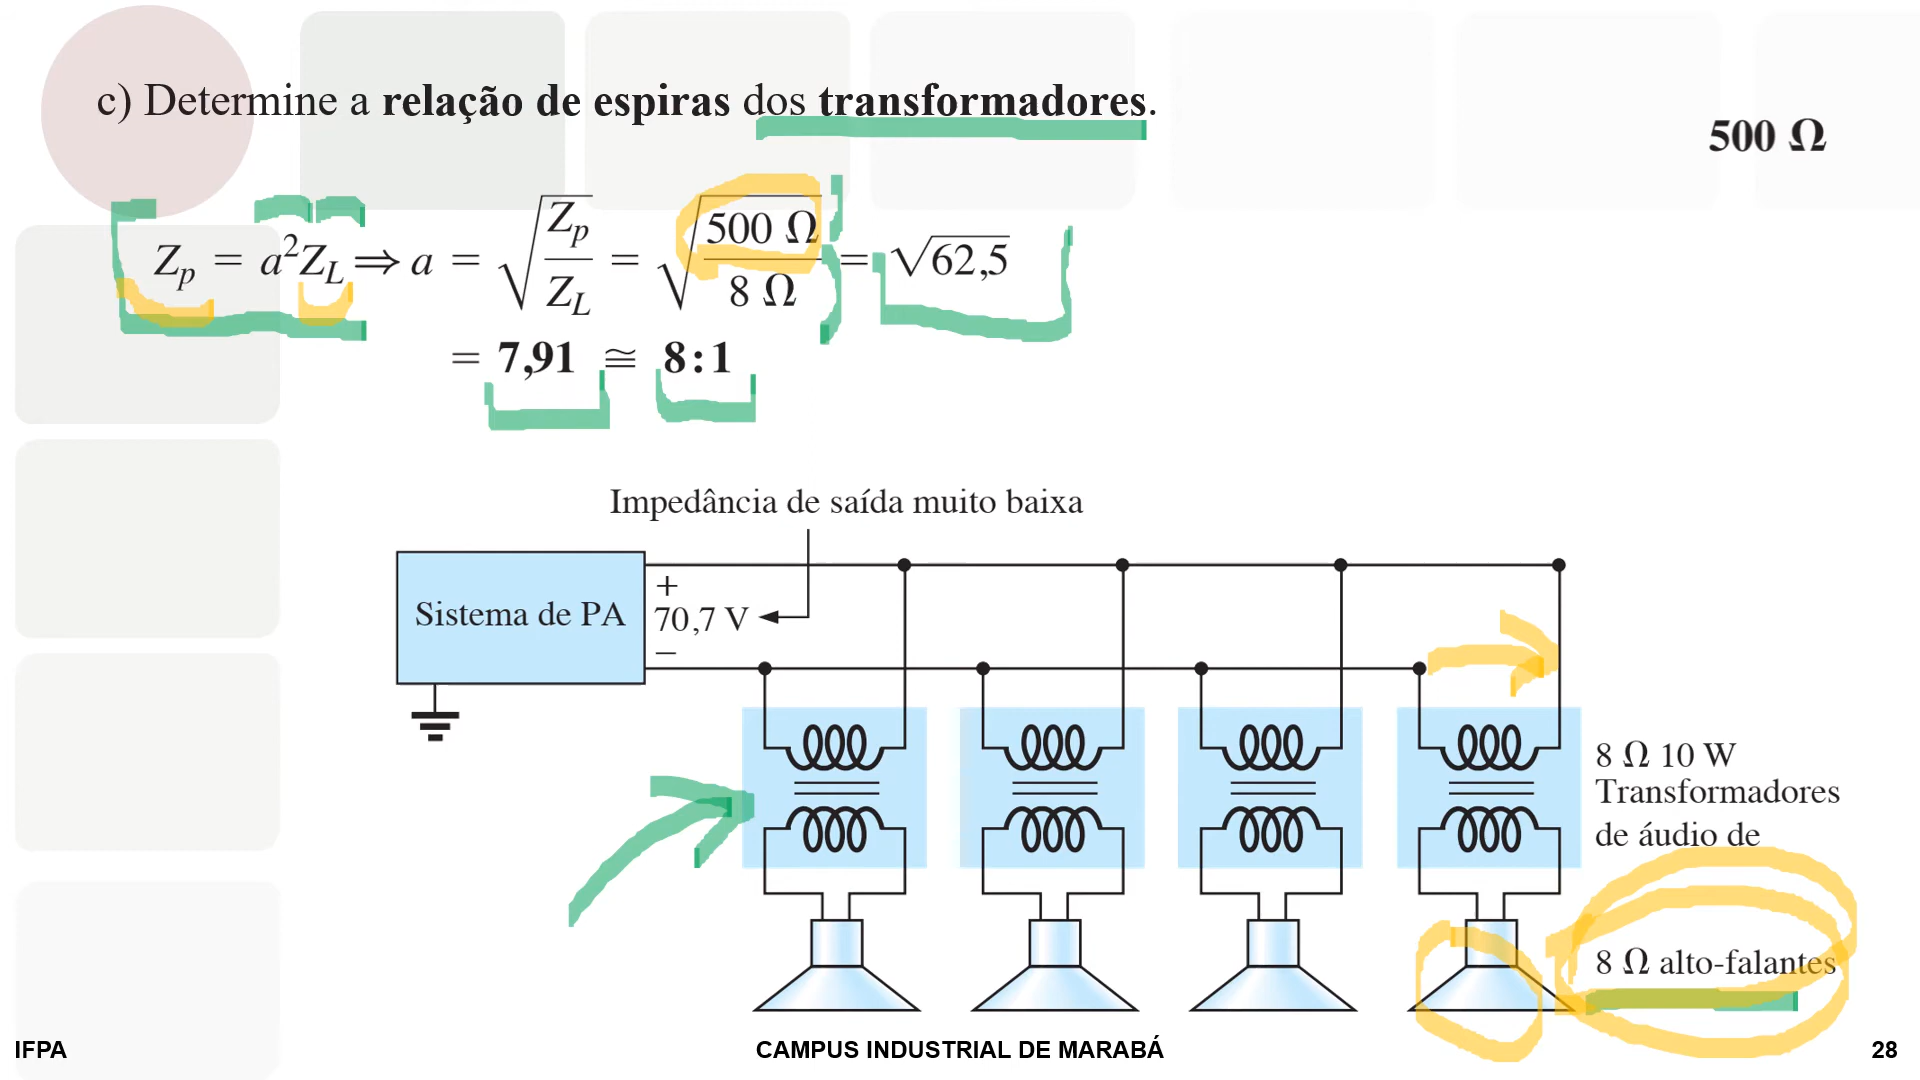 c) Determine a relação de espiras dos transformadores.
500 Ω
Zₚ = a²Z_L ⇒ a = √(Zₚ/Z_L) = √(500 Ω/8 Ω) = √62,5
= 7,91 ≅ 8:1
Impedância de saída muito baixa
Sistema de PA
+
70,7 V
−
8 Ω 10 W
Transformadores
de áudio de
8 Ω alto-falantes
IFPA
CAMPUS INDUSTRIAL DE MARABÁ
28